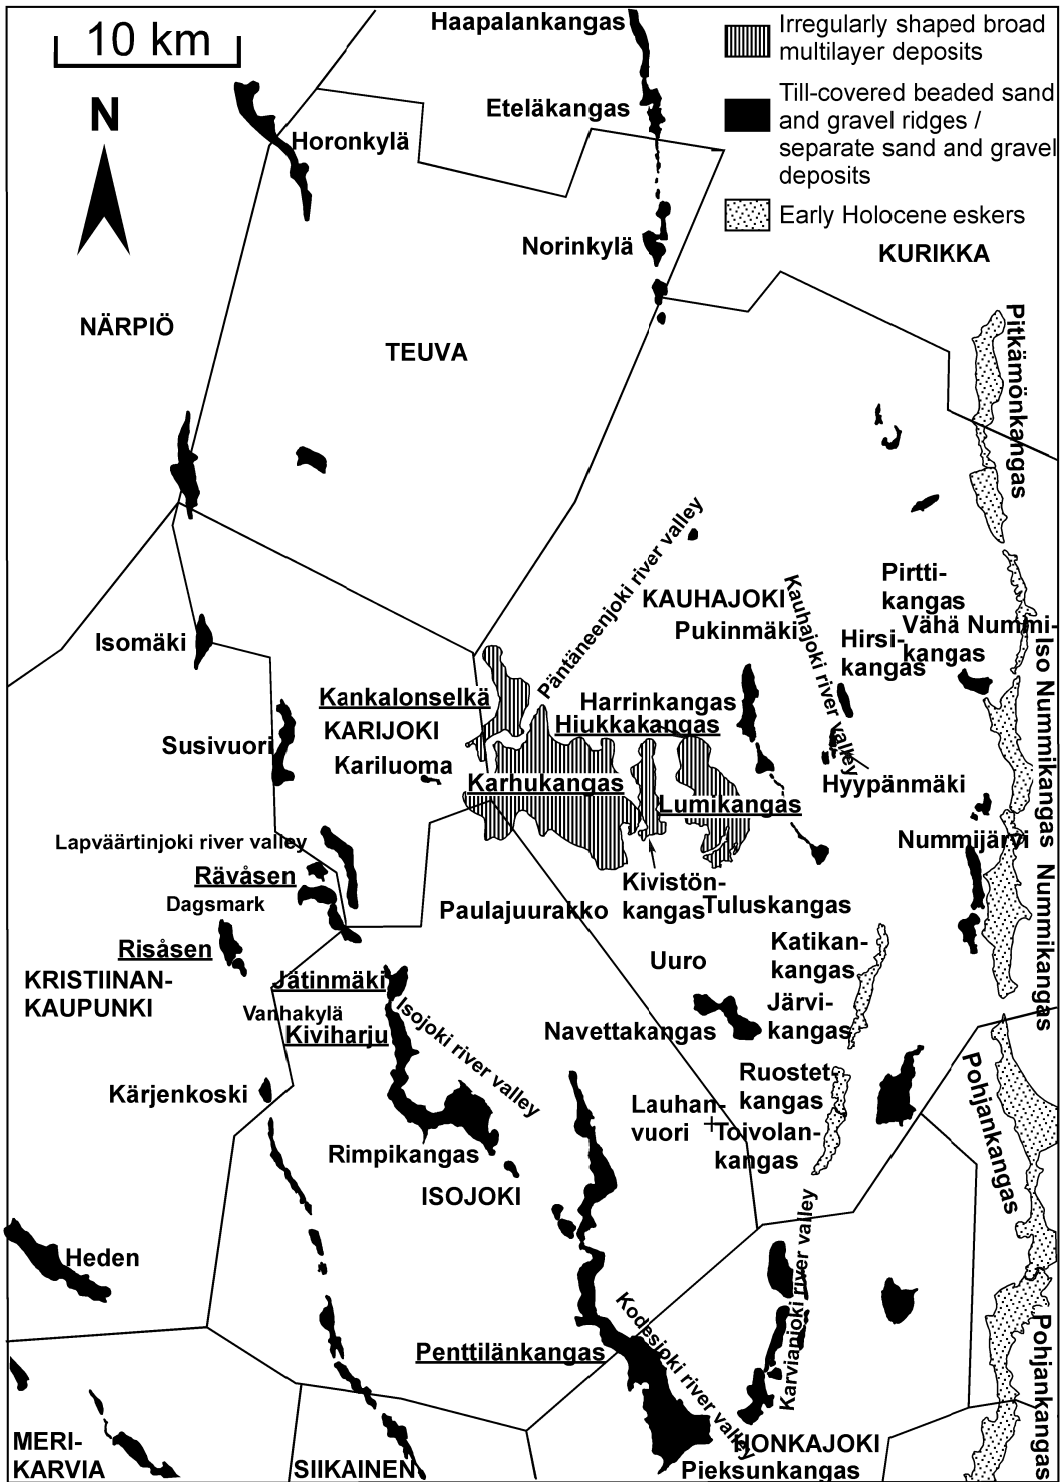 10 km
N
Haapalankangas
Eteläkangas
Horonkylä
Norinkylä
Irregularly shaped broad
multilayer deposits
Till-covered beaded sand
and gravel ridges /
separate sand and gravel
deposits
Early Holocene eskers
KURIKKA
NÄRPIÖ
TEUVA
Pitkämönkangas
Päntäneenjoki river valley
KAUHAJOKI
Pukinmäki
Kauhajoki river valley
Pirtti-
kangas
Hirsi-
kangas
Vähä Nummi-
kangas
Iso Nummikangas
Isomäki
Kankalonselkä
KARIJOKI
Harrinkangas
Hiukkakangas
Susivuori
Kariluoma
Karhukangas
Lumikangas
Hyypänmäki
Lapväärtinjoki river valley
Nummijärvi
Nummikangas
Rävåsen
Dagsmark
Paulajuurakko
Kivistön-
kangas
Tuluskangas
Risåsen
Uuro
Katikan-
kangas
KRISTIINAN-
KAUPUNKI
Jätinmäki
Vanhakylä
Kiviharju
Isojoki river valley
Navettakangas
Järvi-
kangas
Kärjenkoski
Ruostet-
kangas
Lauhan-
vuori
Toivolan-
kangas
Pohjankangas
Rimpikangas
ISOJOKI
Heden
Karvianjoki river valley
Kodesjoki river valley
Penttilänkangas
Pohjankangas
MERI-
KARVIA
SIIKAINEN
HONKAJOKI
Pieksunkangas